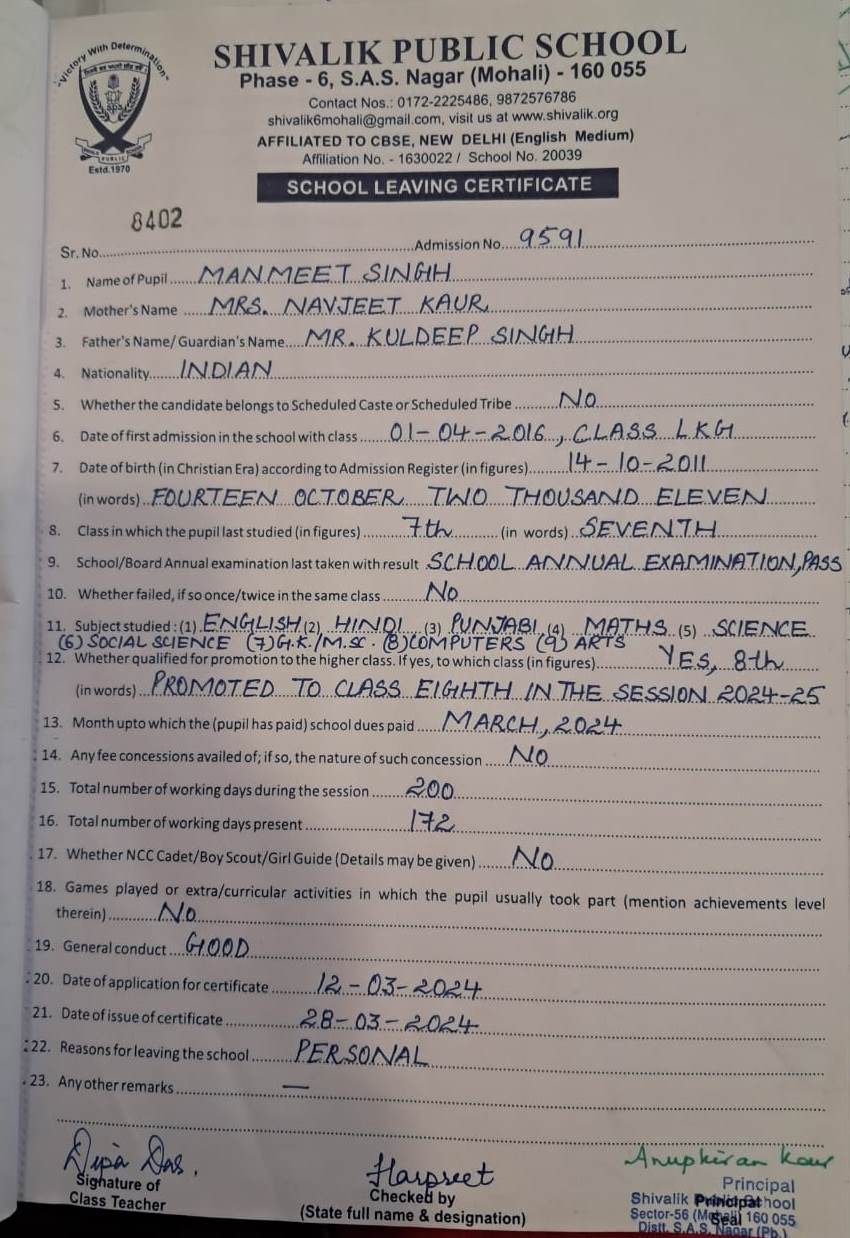 "Victory With Determination"
PUBLIC
Estd.1970
SHIVALIK PUBLIC SCHOOL
Phase - 6, S.A.S. Nagar (Mohali) - 160 055
Contact Nos.: 0172-2225486, 9872576786
shivalik6mohali@gmail.com, visit us at www.shivalik.org
AFFILIATED TO CBSE, NEW DELHI (English Medium)
Affiliation No. - 1630022 / School No. 20039
SCHOOL LEAVING CERTIFICATE
8402
Sr. No. Admission No. 9591
1. Name of Pupil MANMEET SINGH
2. Mother's Name MRS. NAVJEET KAUR
3. Father's Name/ Guardian's Name MR. KULDEEP SINGH
4. Nationality INDIAN
5. Whether the candidate belongs to Scheduled Caste or Scheduled Tribe NO
6. Date of first admission in the school with class 01-04-2016, CLASS LKG
7. Date of birth (in Christian Era) according to Admission Register (in figures) 14-10-2011
(in words) FOURTEEN OCTOBER TWO THOUSAND ELEVEN
8. Class in which the pupil last studied (in figures) 7th (in words) SEVENTH
9. School/Board Annual examination last taken with result SCHOOL ANNUAL EXAMINATION, PASS
10. Whether failed, if so once/twice in the same class No
11. Subject studied : (1) ENGLISH (2) HINDI (3) PUNJABI (4) MATHS (5) SCIENCE
(6) SOCIAL SCIENCE (7) G.K./M.SC. (8) COMPUTERS (9) ARTS
12. Whether qualified for promotion to the higher class. If yes, to which class (in figures) YES, 8th
(in words) PROMOTED TO CLASS EIGHTH IN THE SESSION 2024-25
13. Month upto which the (pupil has paid) school dues paid MARCH, 2024
14. Any fee concessions availed of; if so, the nature of such concession NO
15. Total number of working days during the session 200
16. Total number of working days present 172
17. Whether NCC Cadet/Boy Scout/Girl Guide (Details may be given) NO
18. Games played or extra/curricular activities in which the pupil usually took part (mention achievements level
therein) No
19. General conduct GOOD
20. Date of application for certificate 12-03-2024
21. Date of issue of certificate 28-03-2024
22. Reasons for leaving the school PERSONAL
23. Any other remarks —
Dipa Das.
Signature of
Class Teacher
Harpreet
Checked by
(State full name & designation)
Anupkiran Kaur
Principal
Shivalik Public School
Principal
Sector-56 (Mohali) 160 055
Seal
Distt. S.A.S. Nagar (Pb.)